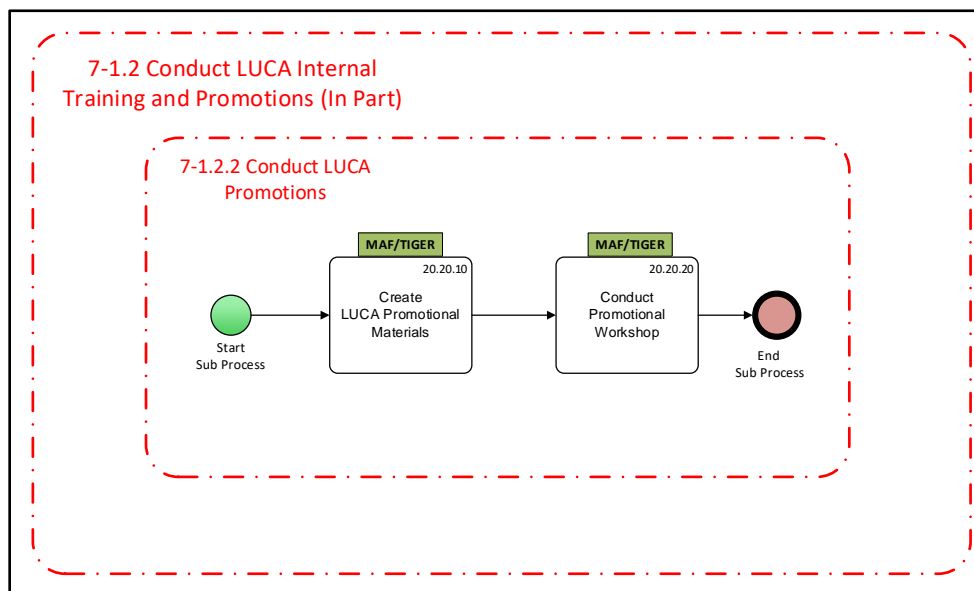 7-1.2 Conduct LUCA Internal
Training and Promotions (In Part)
7-1.2.2 Conduct LUCA
Promotions
MAF/TIGER
20.20.10
Create
LUCA Promotional
Materials
MAF/TIGER
20.20.20
Conduct
Promotional
Workshop
Start
Sub Process
End
Sub Process